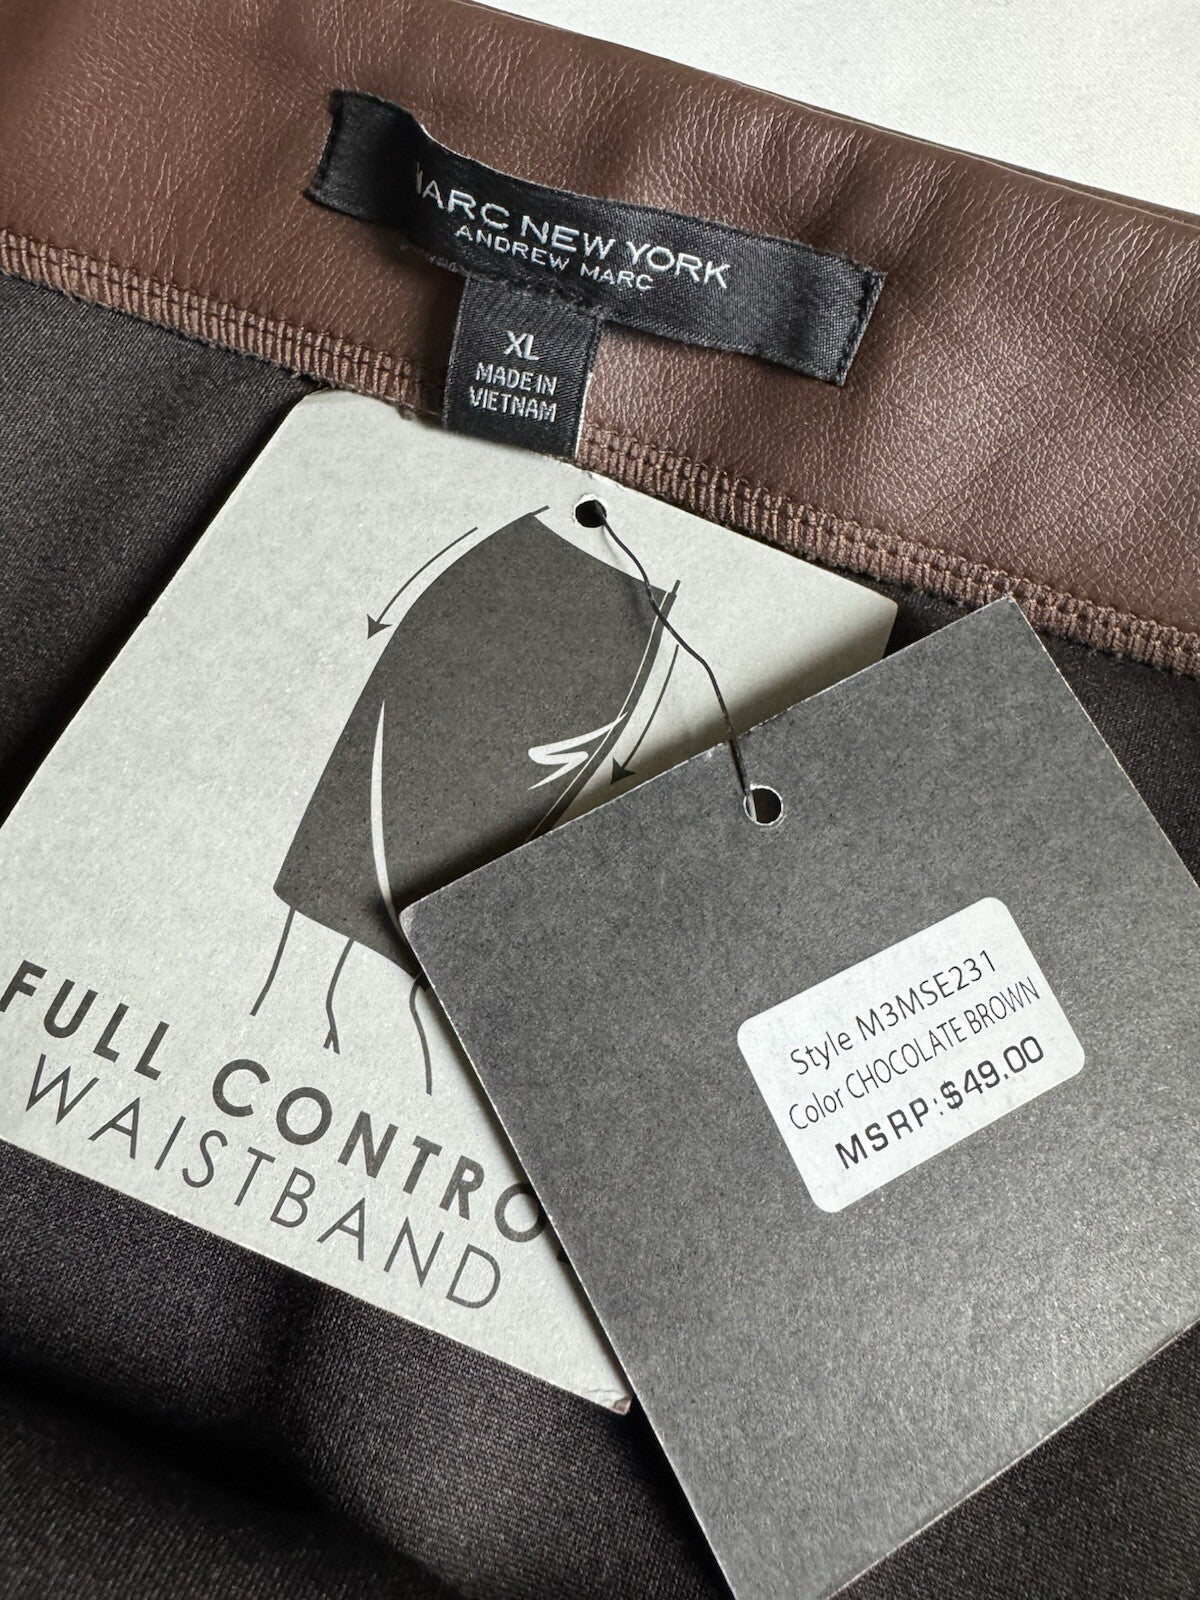 MARC NEW YORK
ANDREW MARC
XL
MADE IN
VIETNAM
FULL CONTRO
WAISTBAND
Style M3MSE231
Color CHOCOLATE BROWN
MSRP:$49.00